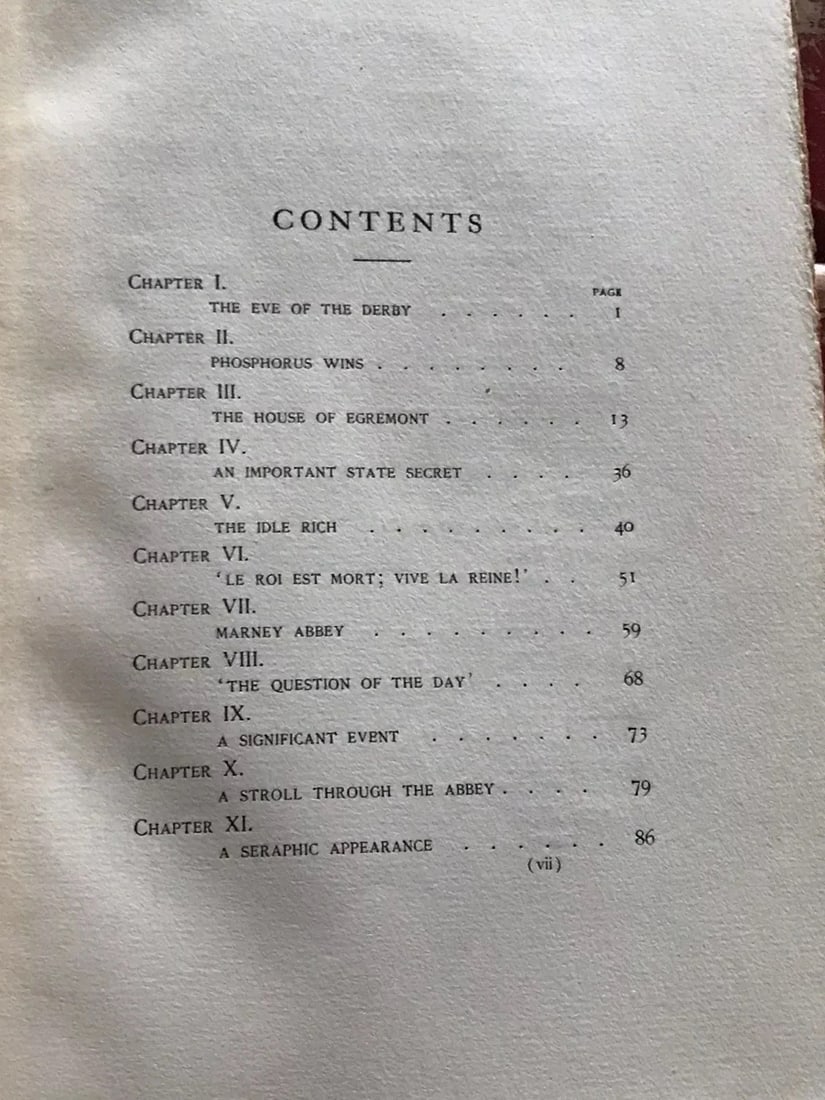 CONTENTS
CHAPTER I.
PAGE
THE EVE OF THE DERBY . . . . . . 1
CHAPTER II.
PHOSPHORUS WINS . . . . . . . . 8
CHAPTER III.
THE HOUSE OF EGREMONT . . . . . . 13
CHAPTER IV.
AN IMPORTANT STATE SECRET . . . . 36
CHAPTER V.
THE IDLE RICH . . . . . . . . . 40
CHAPTER VI.
'LE ROI EST MORT; VIVE LA REINE!' . . 51
CHAPTER VII.
MARNEY ABBEY . . . . . . . . . 59
CHAPTER VIII.
'THE QUESTION OF THE DAY' . . . . 68
CHAPTER IX.
A SIGNIFICANT EVENT . . . . . . . 73
CHAPTER X.
A STROLL THROUGH THE ABBEY . . . . 79
CHAPTER XI.
A SERAPHIC APPEARANCE . . . . . . 86
(vii)